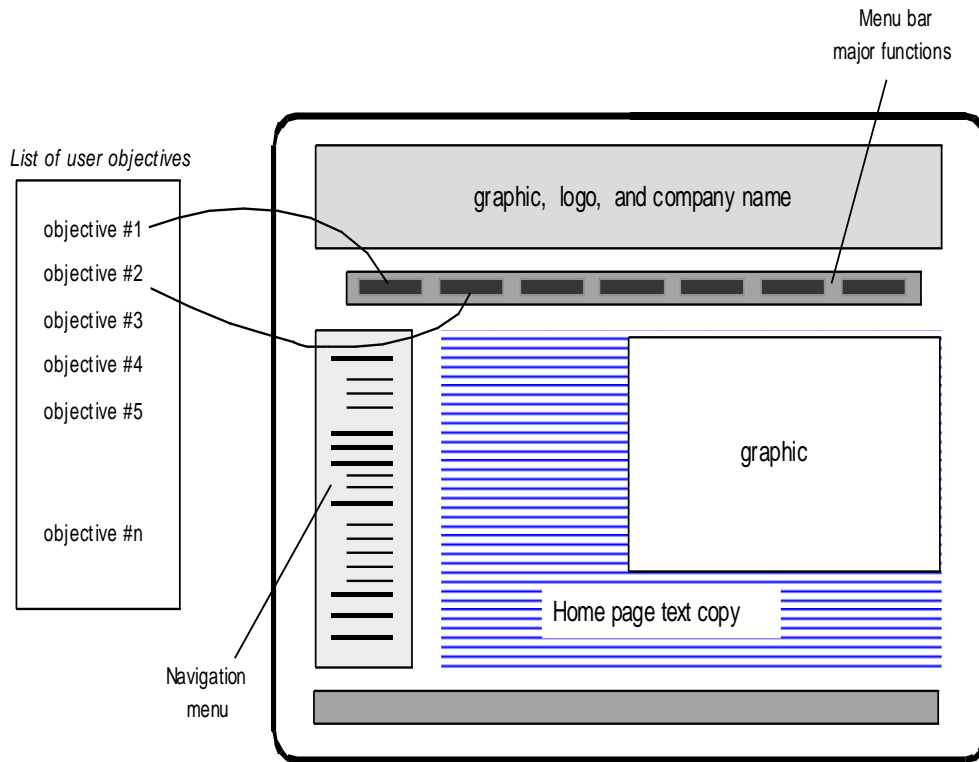 Menu bar
major functions
List of user objectives
graphic, logo, and company name
objective #1
objective #2
objective #3
objective #4
objective #5
graphic
objective #n
Home page text copy
Navigation
menu